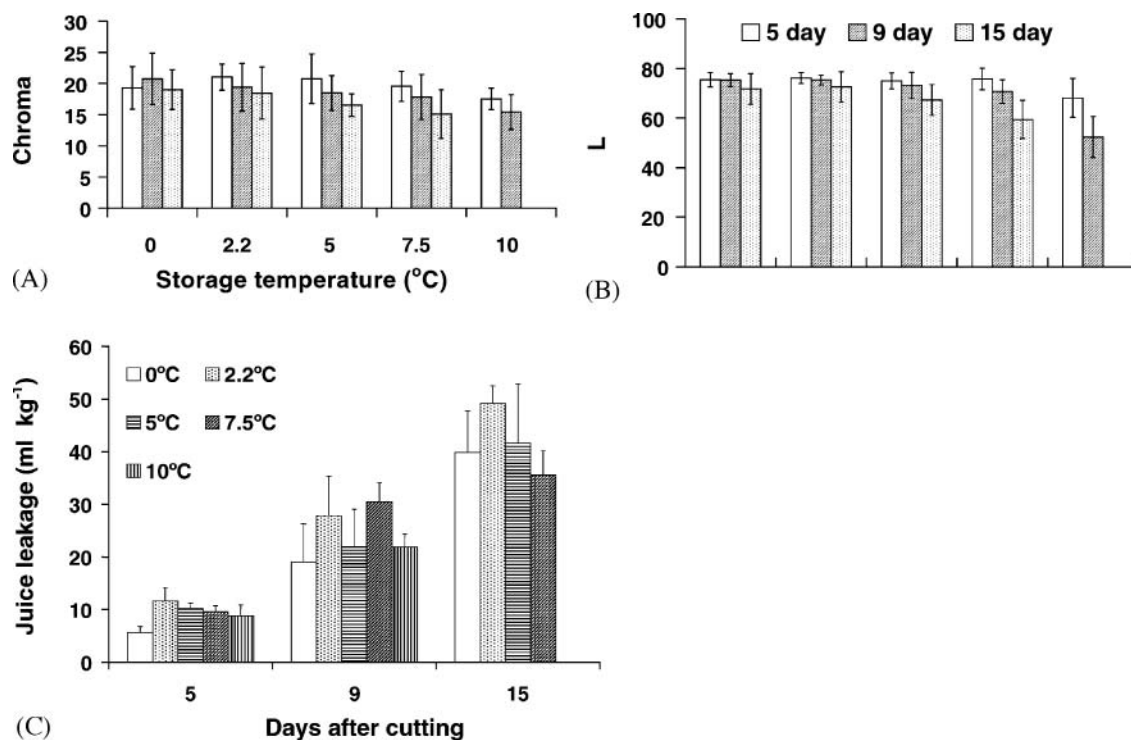 30
25
20
15
10
5
0
Chroma
0 2.2 5 7.5 10
Storage temperature (°C)
(A)
100
80
60
40
20
0
L
5 day 9 day 15 day
(B)
60
50
40
30
20
10
0
Juice leakage (ml kg⁻¹)
0°C 2.2°C
5°C 7.5°C
10°C
5 9 15
Days after cutting
(C)